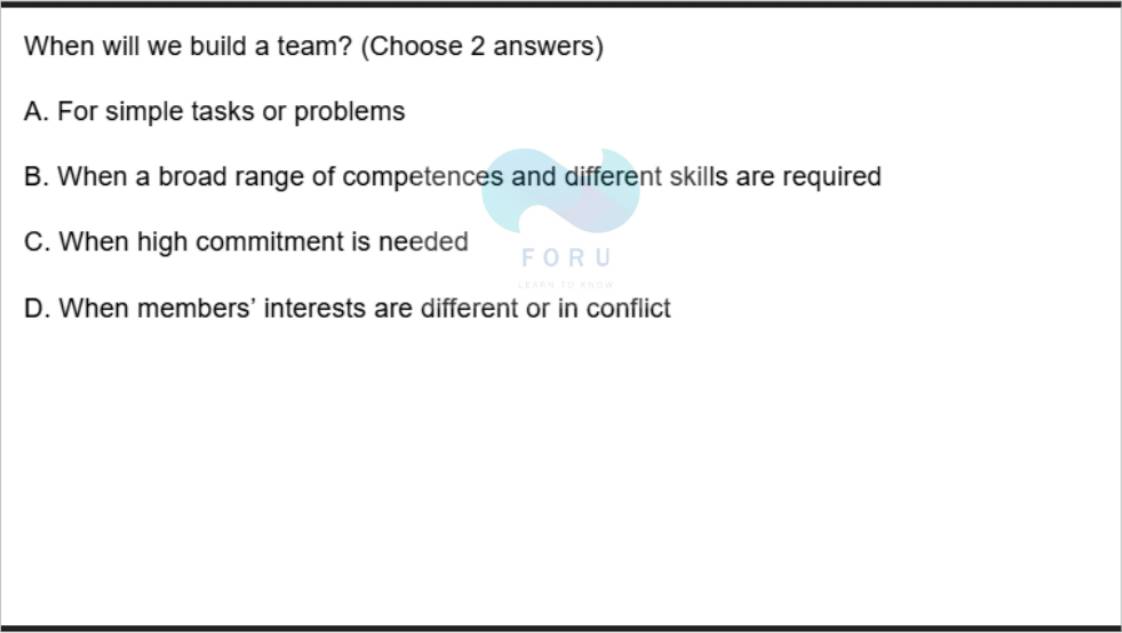 When will we build a team? (Choose 2 answers)
A. For simple tasks or problems
B. When a broad range of competences and different skills are required
C. When high commitment is needed
FORU
LEARN TO KNOW
D. When members’ interests are different or in conflict